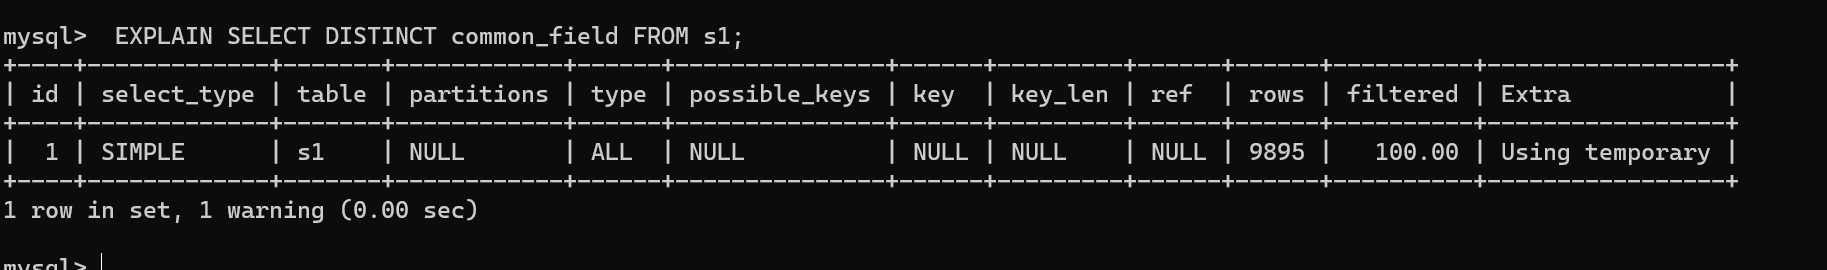 mysql>  EXPLAIN SELECT DISTINCT common_field FROM s1;
+----+-------------+-------+------------+------+---------------+------+---------+------+------+----------+-----------------+
| id | select_type | table | partitions | type | possible_keys | key  | key_len | ref  | rows | filtered | Extra           |
+----+-------------+-------+------------+------+---------------+------+---------+------+------+----------+-----------------+
|  1 | SIMPLE      | s1    | NULL       | ALL  | NULL          | NULL | NULL    | NULL | 9895 |   100.00 | Using temporary |
+----+-------------+-------+------------+------+---------------+------+---------+------+------+----------+-----------------+
1 row in set, 1 warning (0.00 sec)
mysql>